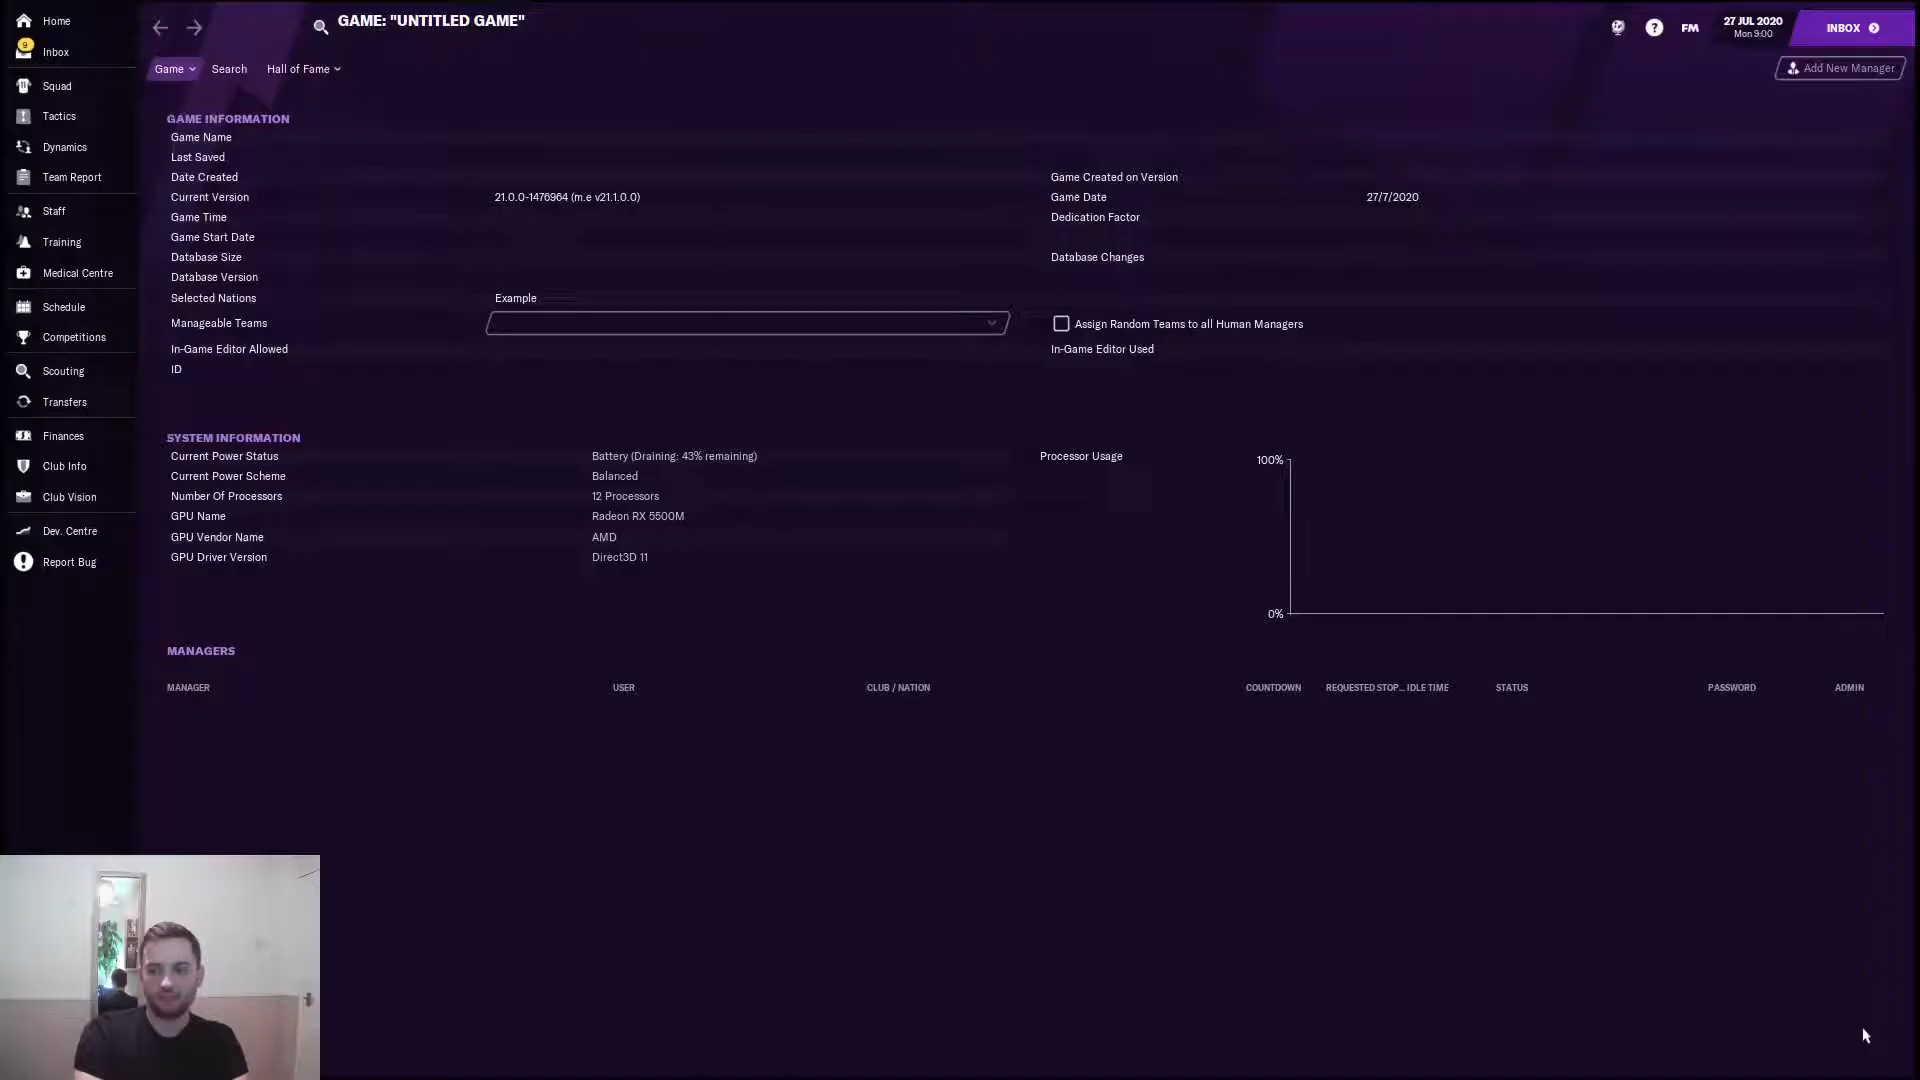 Home
GAME: "UNTITLED GAME"
27 JUL 2020
Mon 9:00
INBOX
9
Inbox
Game
Search
Hall of Fame
Add New Manager
Squad
Tactics
Dynamics
Team Report
Staff
Training
Medical Centre
Schedule
Competitions
Scouting
Transfers
Finances
Club Info
Club Vision
Dev. Centre
Report Bug
FM
GAME INFORMATION
Game Name
Last Saved
Date Created
Game Created on Version
Current Version 21.0.0-1476964 (m.e v21.1.0.0)
Game Date 27/7/2020
Game Time
Dedication Factor
Game Start Date
Database Size
Database Changes
Database Version
Selected Nations Example
Manageable Teams
Assign Random Teams to all Human Managers
In-Game Editor Allowed
In-Game Editor Used
ID
SYSTEM INFORMATION
Current Power Status Battery (Draining: 43% remaining)
Current Power Scheme Balanced
Number Of Processors 12 Processors
GPU Name Radeon RX 5500M
GPU Vendor Name AMD
GPU Driver Version Direct3D 11
Processor Usage
100%
0%
MANAGERS
MANAGER USER CLUB / NATION COUNTDOWN REQUESTED STOP... IDLE TIME STATUS PASSWORD ADMIN